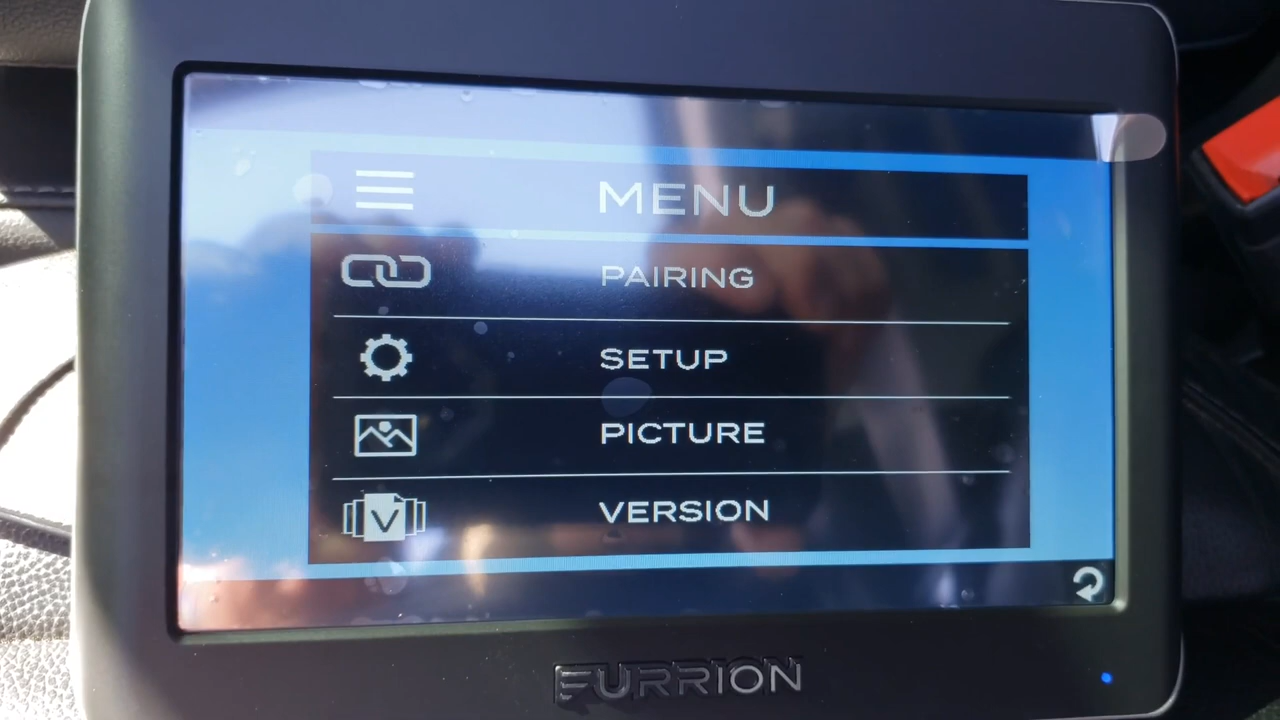 MENU
PAIRING
SETUP
PICTURE
V
VERSION
FURRION